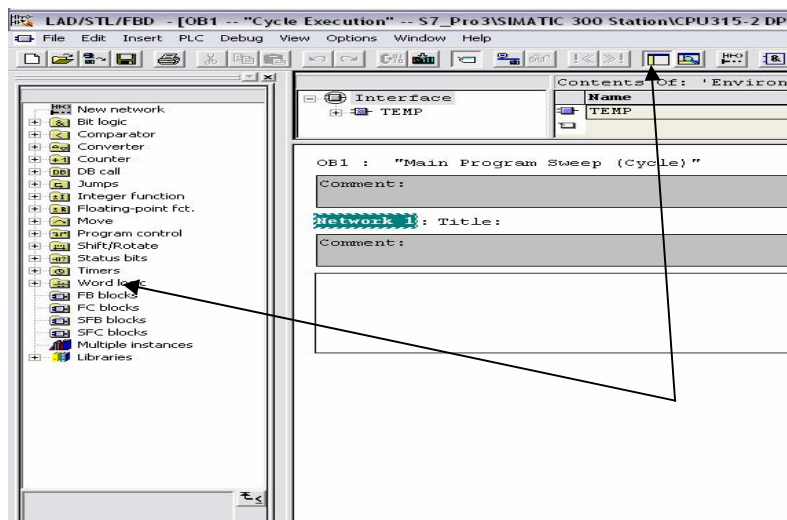 LAD/STL/FBD - [OB1 -- "Cycle Execution" -- S7_Pro3\SIMATIC 300 Station\CPU315-2 DP
File Edit Insert PLC Debug View Options Window Help
New network
Bit logic
Comparator
Converter
Counter
DB call
Jumps
Integer function
Floating-point fct.
Move
Program control
Shift/Rotate
Status bits
Timers
Word logic
FB blocks
FC blocks
SFB blocks
SFC blocks
Multiple instances
Libraries
Interface
TEMP
Contents Of: 'Environ
Name
TEMP
OB1 : "Main Program Sweep (Cycle)"
Comment:
Network 1: Title:
Comment: